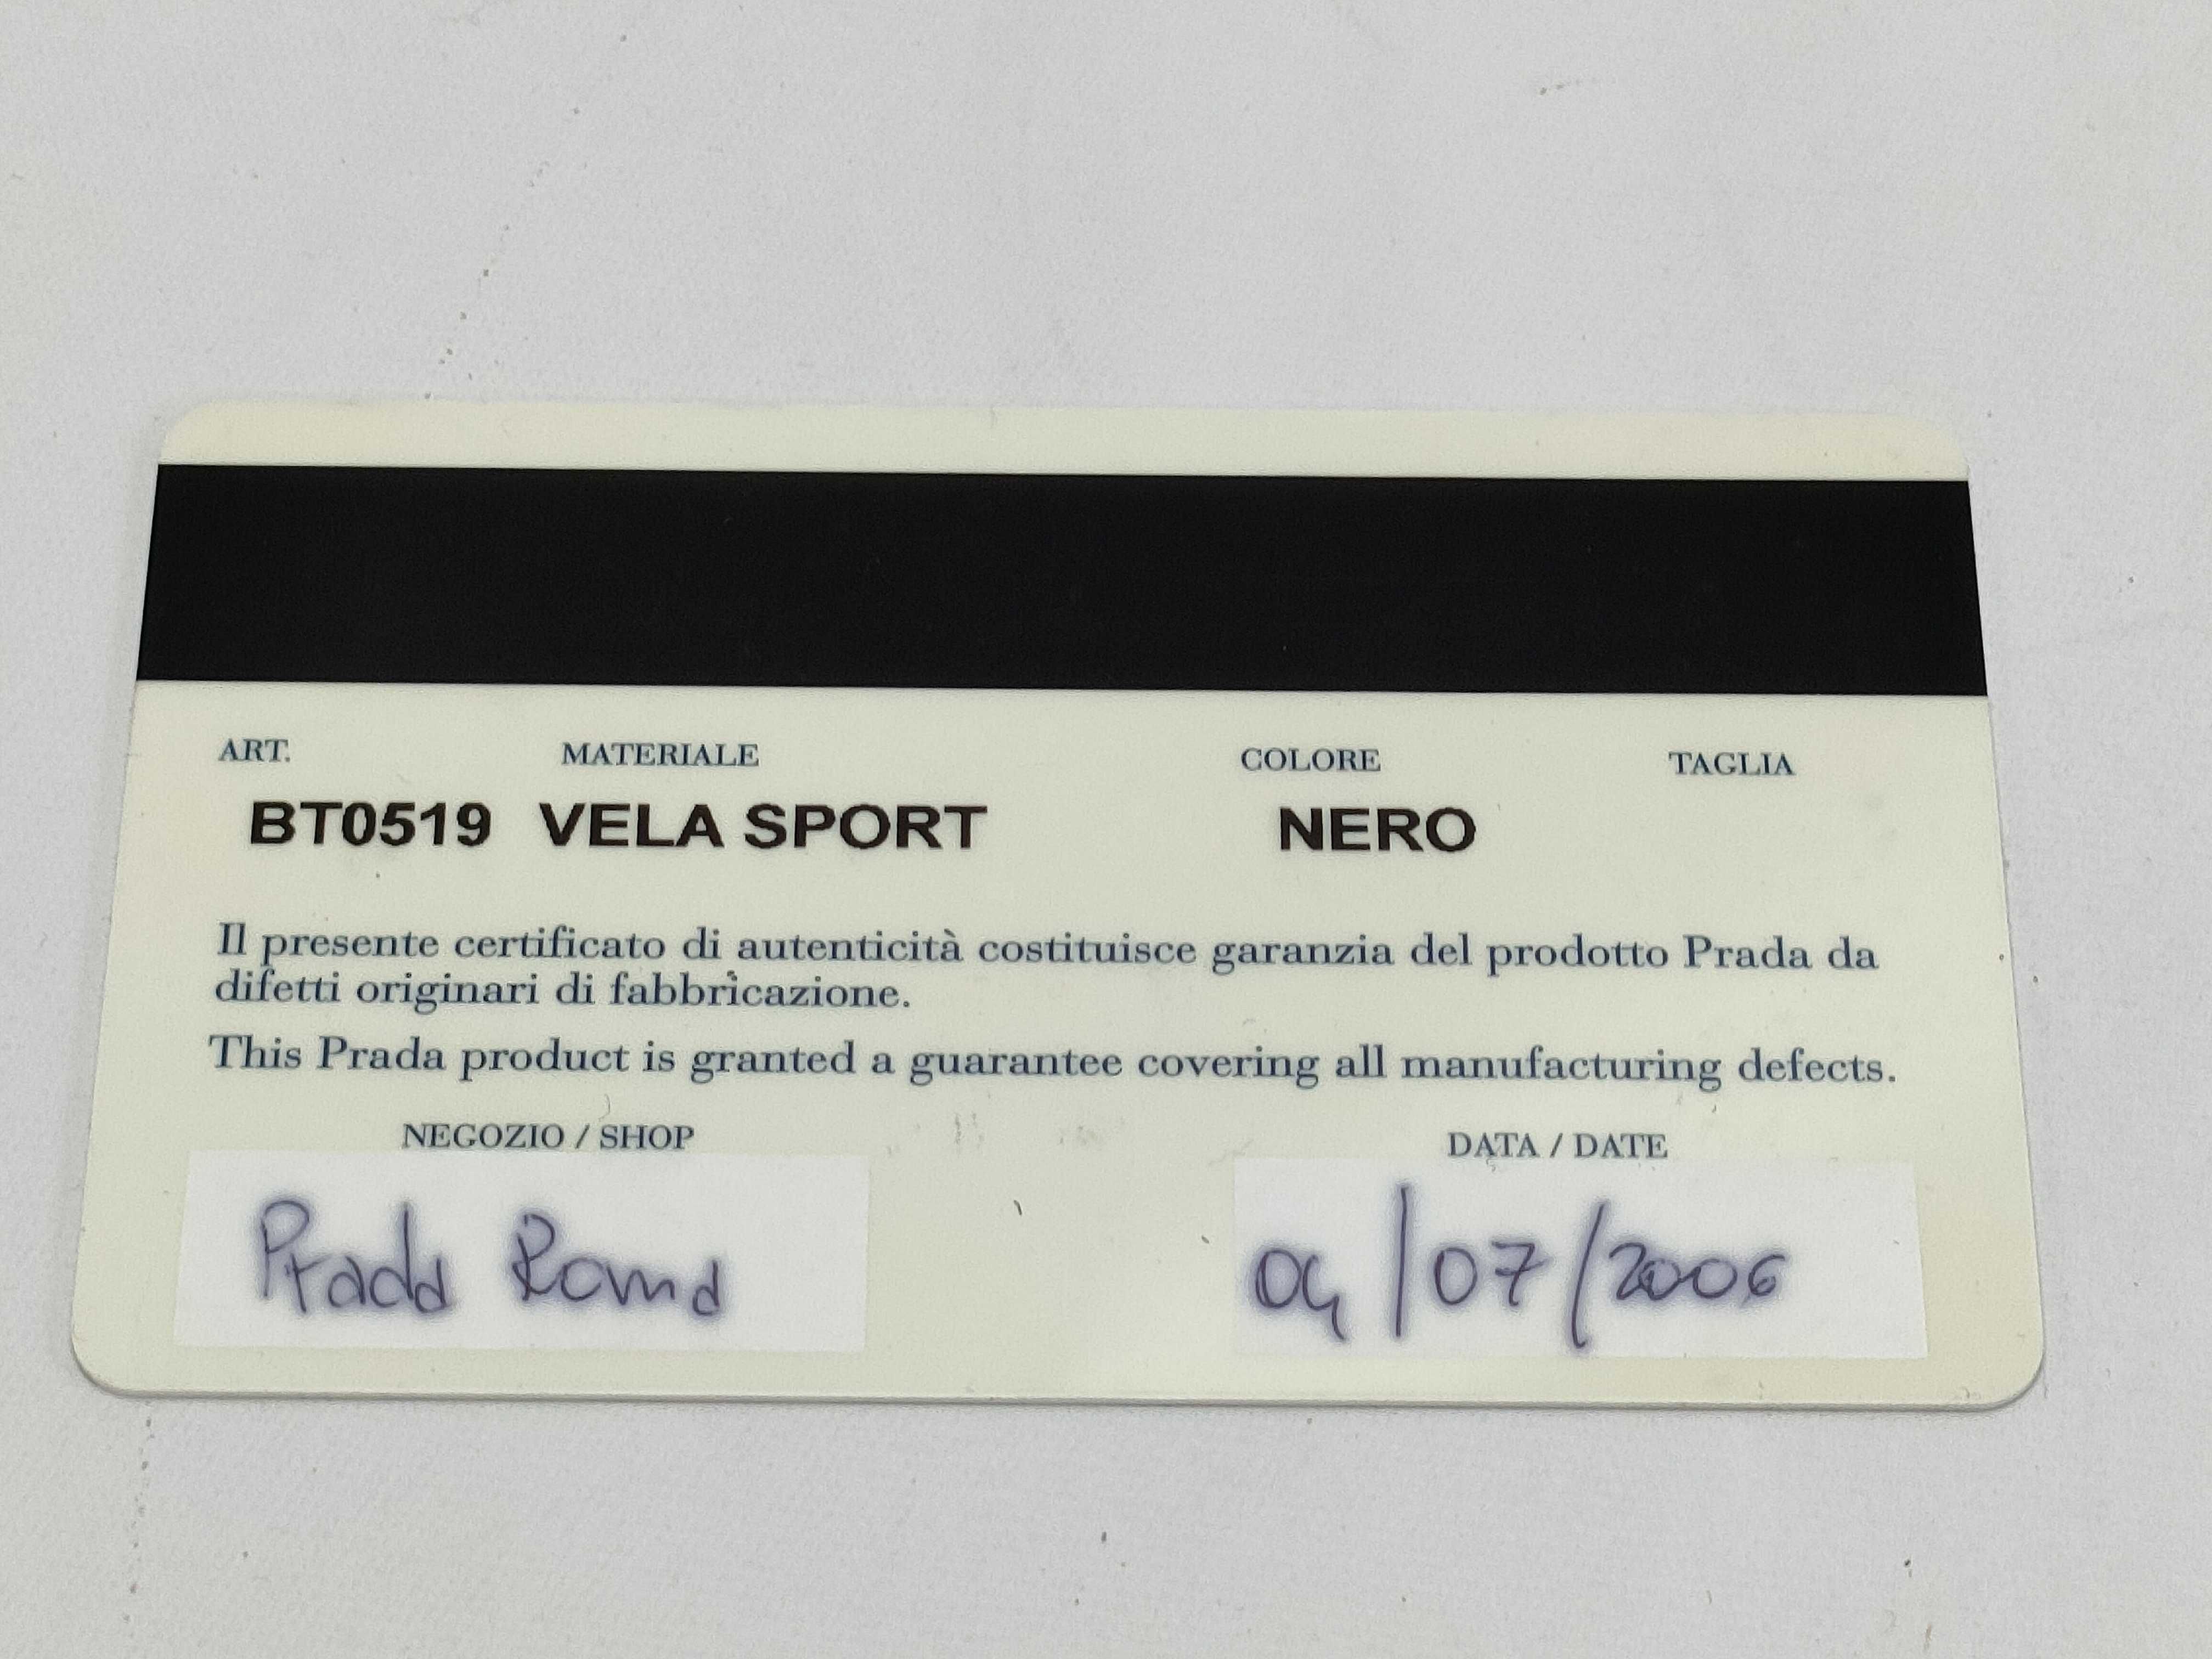 ART. MATERIALE COLORE TAGLIA
BT0519 VELA SPORT NERO
Il presente certificato di autenticità costituisce garanzia del prodotto Prada da
difetti originari di fabbricazione.
This Prada product is granted a guarantee covering all manufacturing defects.
NEGOZIO / SHOP DATA / DATE
Prada Roma 04/07/2006